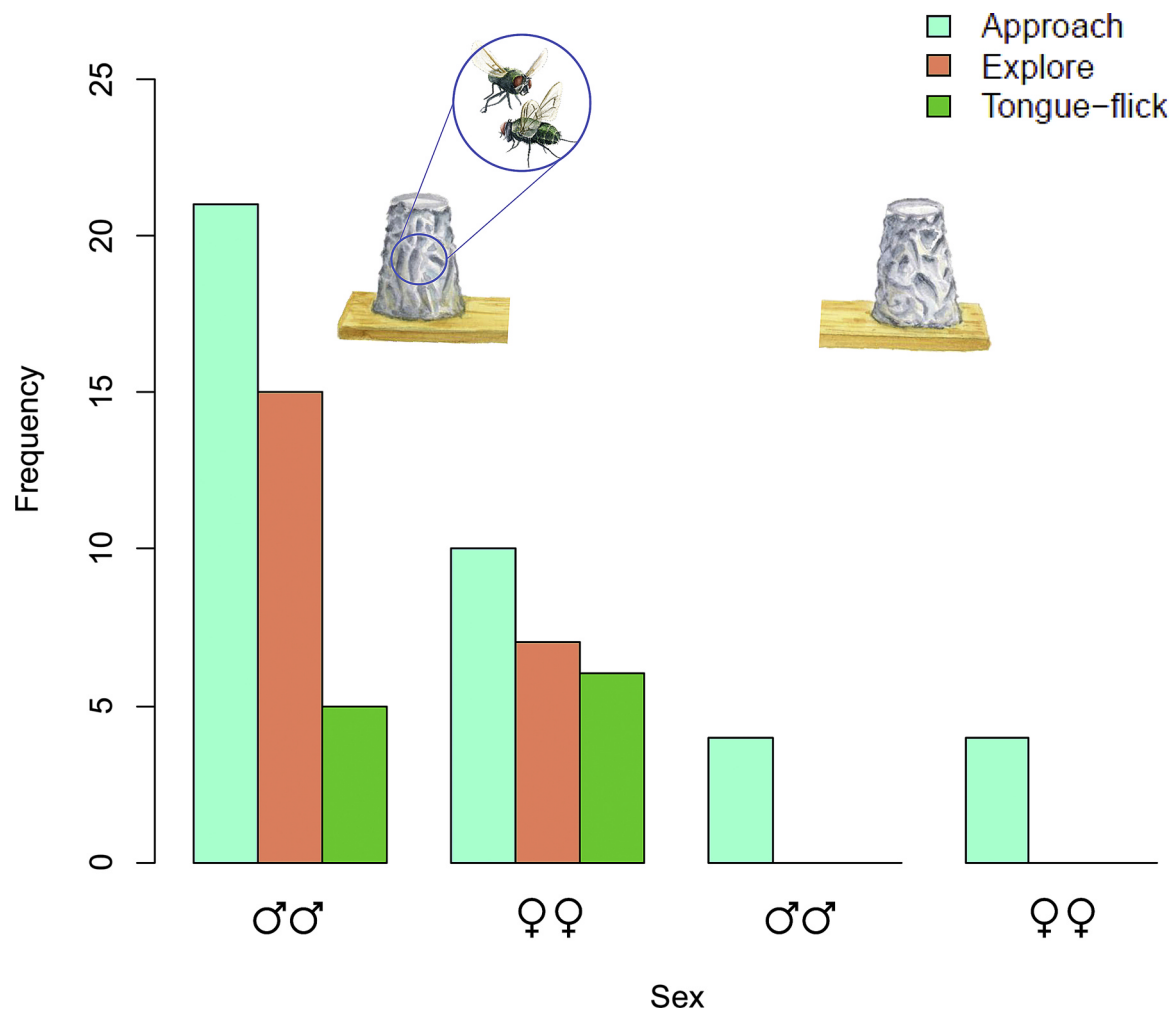 Approach
Explore
Tongue−flick
25
20
15
10
5
0
Frequency
♂♂ ♀♀ ♂♂ ♀♀
Sex